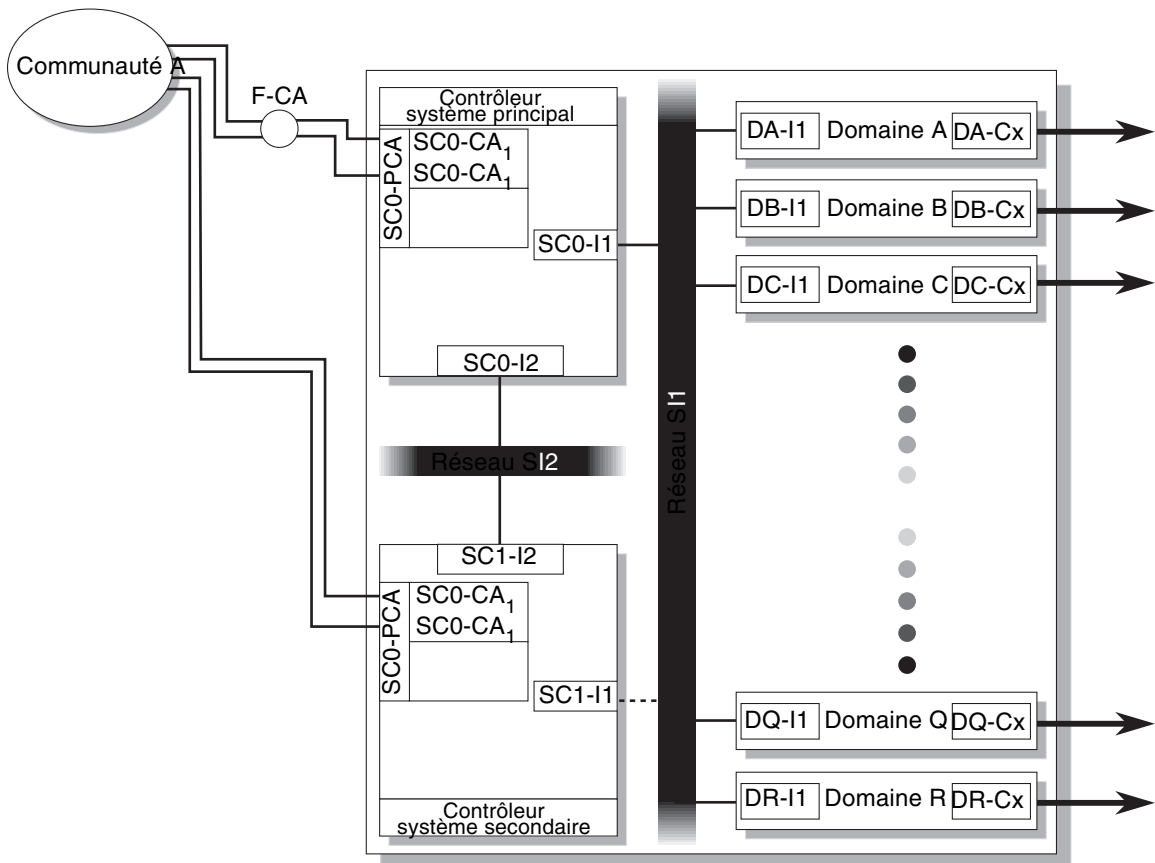 Communauté A
F-CA
Contrôleur
système principal
SC0-PCA
SC0-CA1
SC0-CA1
SC0-I1
SC0-I2
Réseau SI2
SC1-I2
SC0-PCA
SC0-CA1
SC0-CA1
SC1-I1
Contrôleur
système secondaire
Réseau SI1
DA-I1 Domaine A DA-Cx
DB-I1 Domaine B DB-Cx
DC-I1 Domaine C DC-Cx
DQ-I1 Domaine Q DQ-Cx
DR-I1 Domaine R DR-Cx